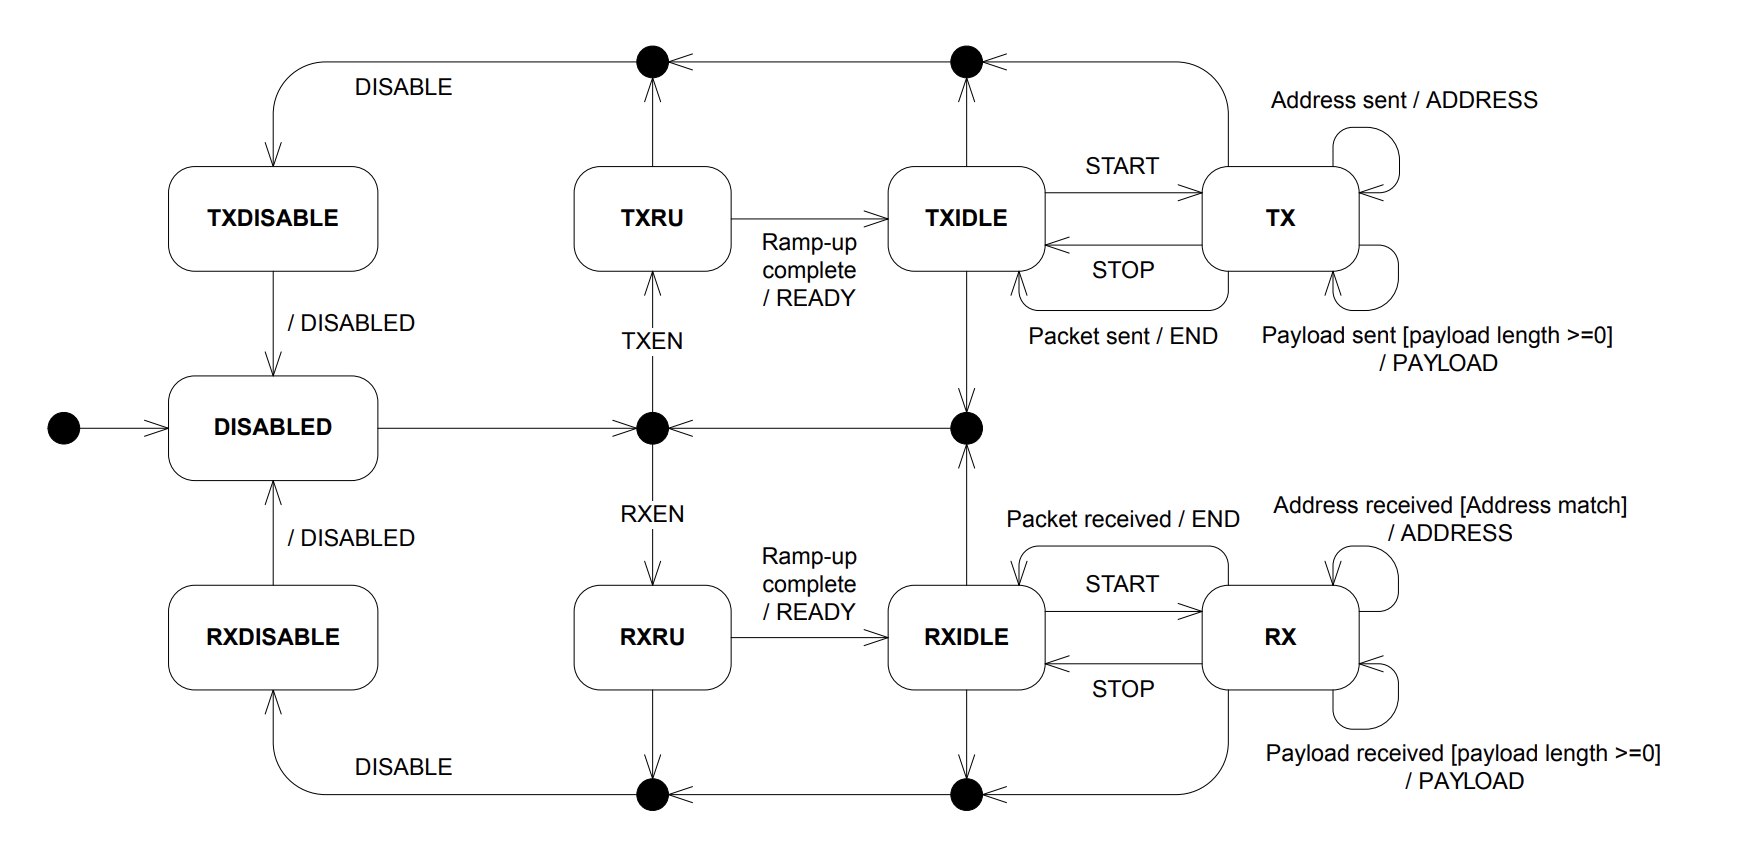 DISABLE
Address sent / ADDRESS
START
TXDISABLE
TXRU
TXIDLE
TX
Ramp-up
complete
/ READY
STOP
/ DISABLED
TXEN
Packet sent / END
Payload sent [payload length >=0]
/ PAYLOAD
DISABLED
RXEN
Packet received / END
Address received [Address match]
/ ADDRESS
/ DISABLED
Ramp-up
complete
/ READY
START
RXDISABLE
RXRU
RXIDLE
RX
STOP
DISABLE
Payload received [payload length >=0]
/ PAYLOAD